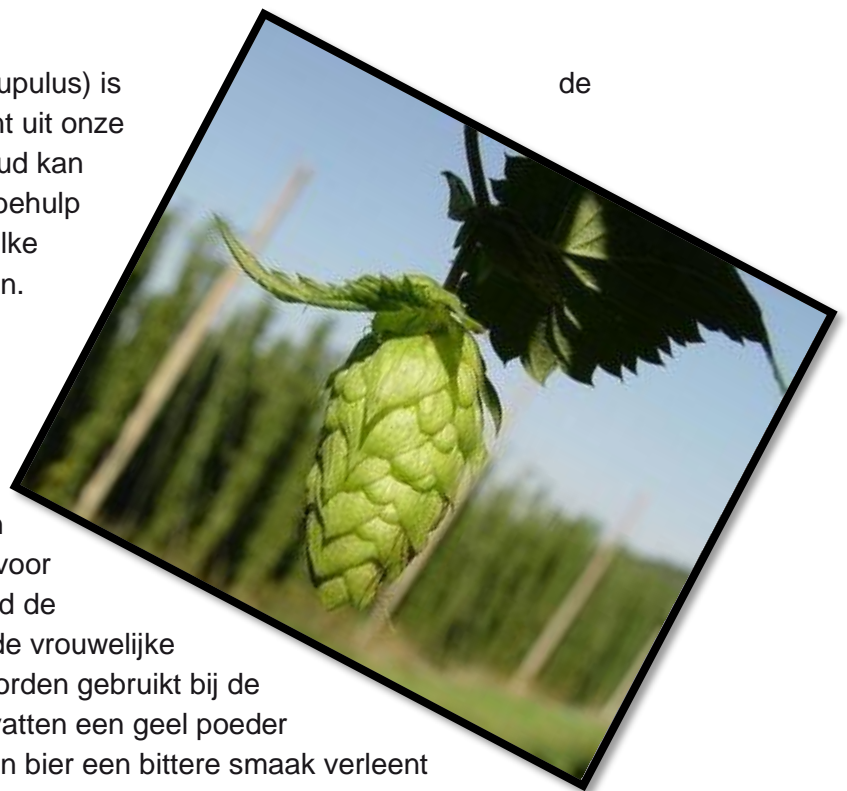 upulus) is de
nt uit onze
ud kan
behulp
lke
n.
n
voor
d de
de vrouwelijke
orden gebruikt bij de
vatten een geel poeder
n bier een bittere smaak verleent